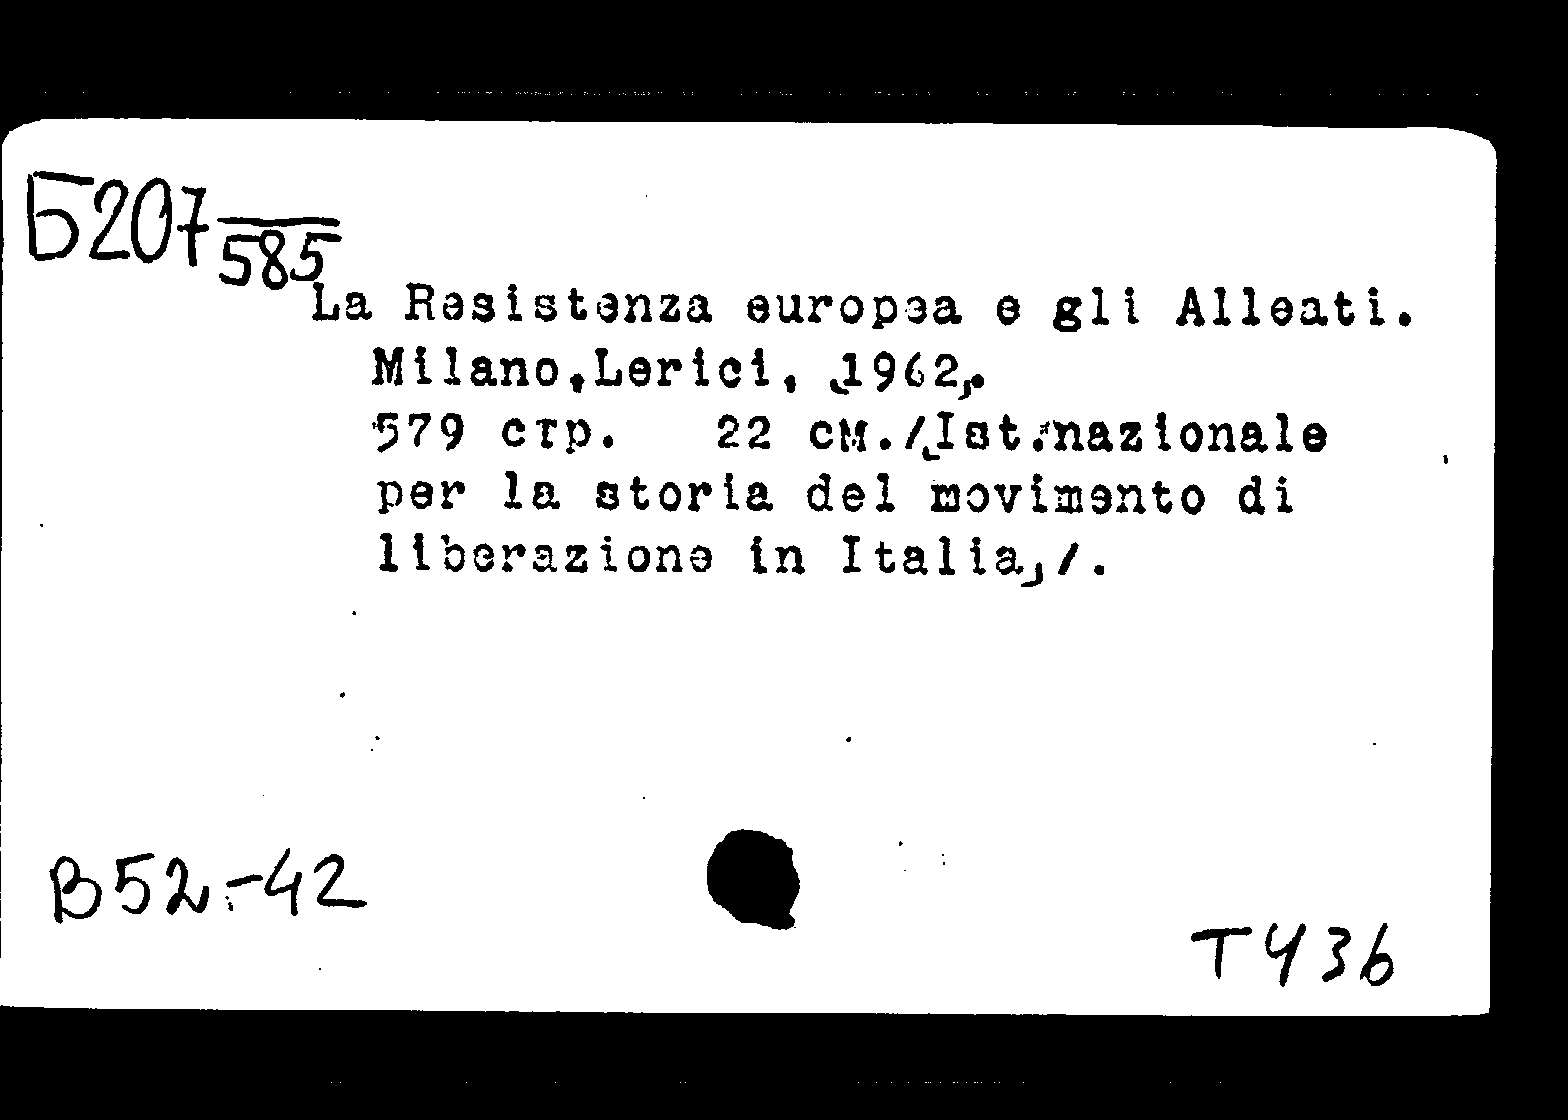 Б207
585
La Resistenza europea e gli Alleati.
Milano,Lerici, [1962].
579 стр. 22 см./[Ist.nazionale
per la storia del movimento di
liberazione in Italia]/.
В52-42
Т436